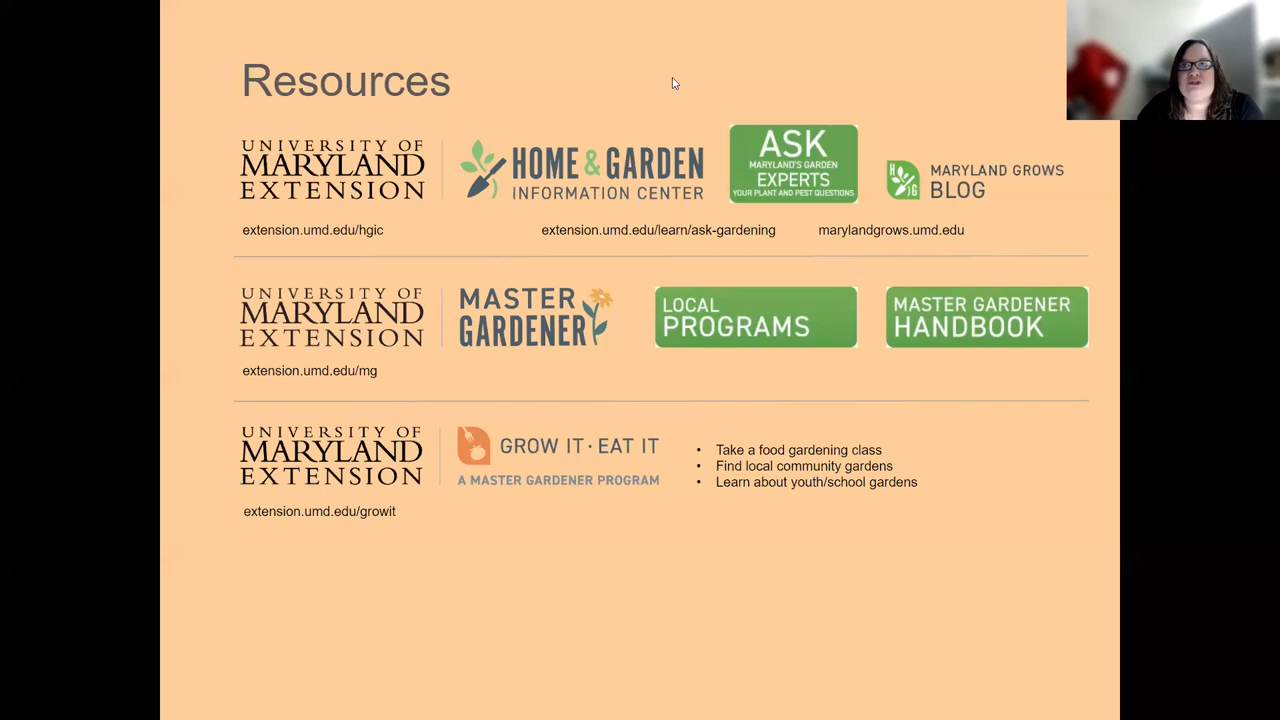 Resources
UNIVERSITY OF
MARYLAND
EXTENSION
HOME & GARDEN
INFORMATION CENTER
ASK
MARYLAND'S GARDEN
EXPERTS
YOUR PLANT AND PEST QUESTIONS
H
G
MARYLAND GROWS
BLOG
extension.umd.edu/hgic
extension.umd.edu/learn/ask-gardening
marylandgrows.umd.edu
UNIVERSITY OF
MARYLAND
EXTENSION
MASTER
GARDENER
LOCAL
PROGRAMS
MASTER GARDENER
HANDBOOK
extension.umd.edu/mg
UNIVERSITY OF
MARYLAND
EXTENSION
GROW IT · EAT IT
A MASTER GARDENER PROGRAM
• Take a food gardening class
• Find local community gardens
• Learn about youth/school gardens
extension.umd.edu/growit